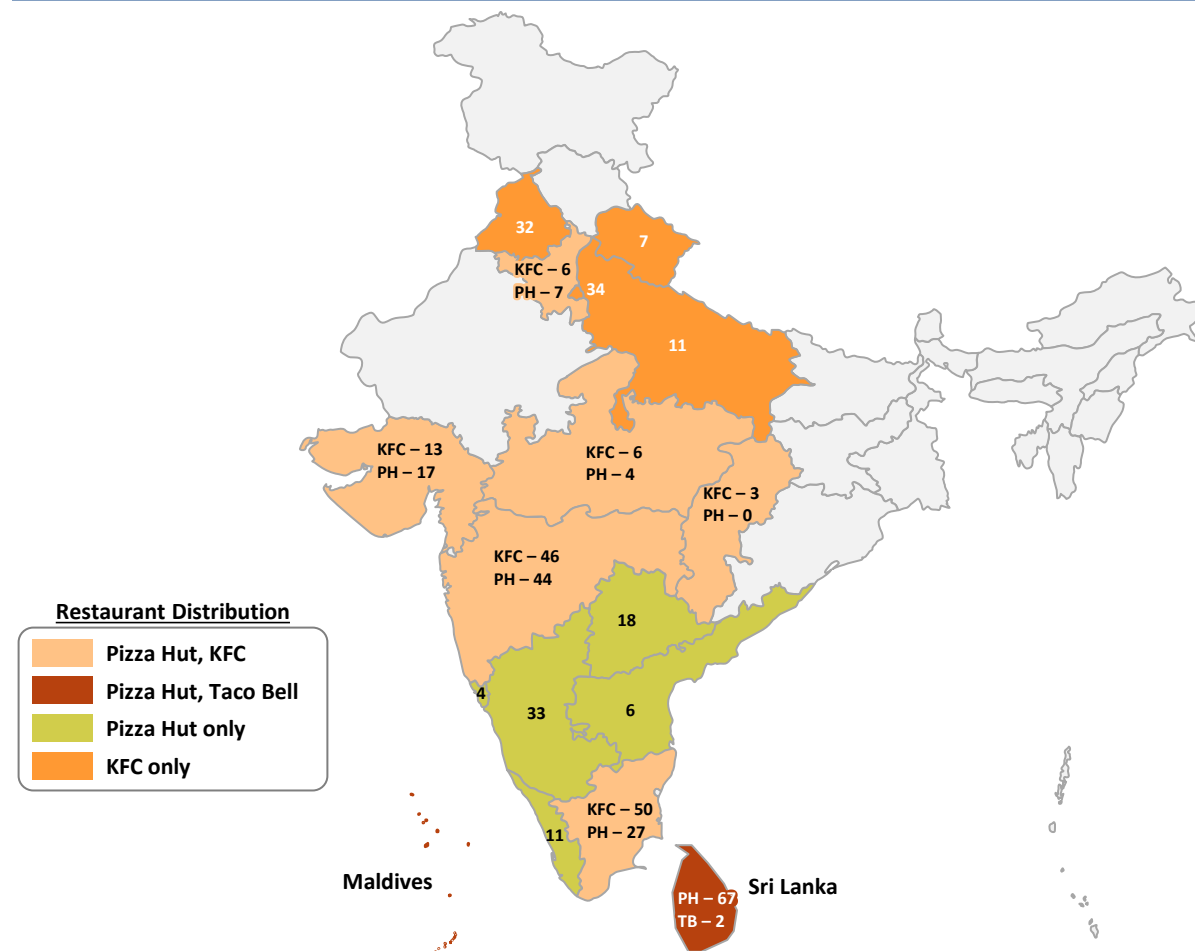 32
7
KFC – 6
PH – 7
34
11
KFC – 13
PH – 17
KFC – 6
PH – 4
KFC – 3
PH – 0
KFC – 46
PH – 44
Restaurant Distribution
Pizza Hut, KFC
Pizza Hut, Taco Bell
Pizza Hut only
KFC only
18
4
33
6
KFC – 50
PH – 27
11
Maldives
Sri Lanka
PH – 67
TB – 2